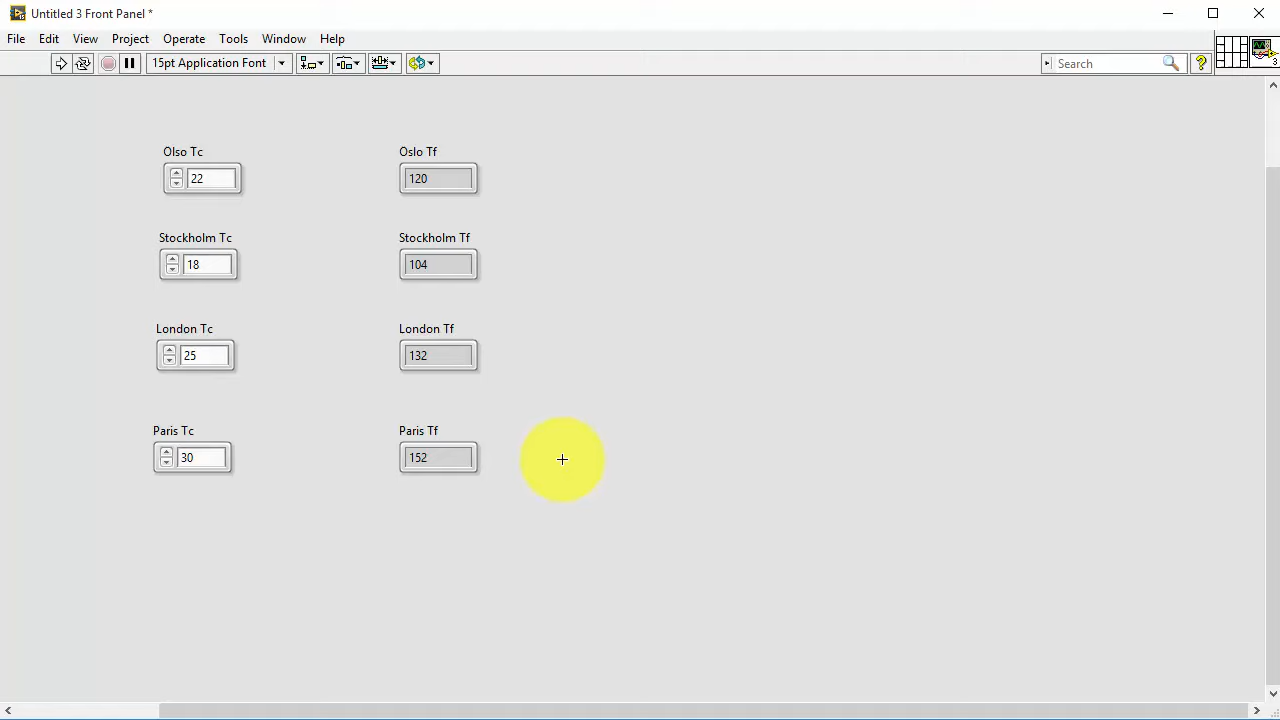 Untitled 3 Front Panel *
File Edit View Project Operate Tools Window Help
15pt Application Font Search ? 3
Olso Tc Oslo Tf
22 120
Stockholm Tc Stockholm Tf
18 104
London Tc London Tf
25 132
Paris Tc Paris Tf
30 152